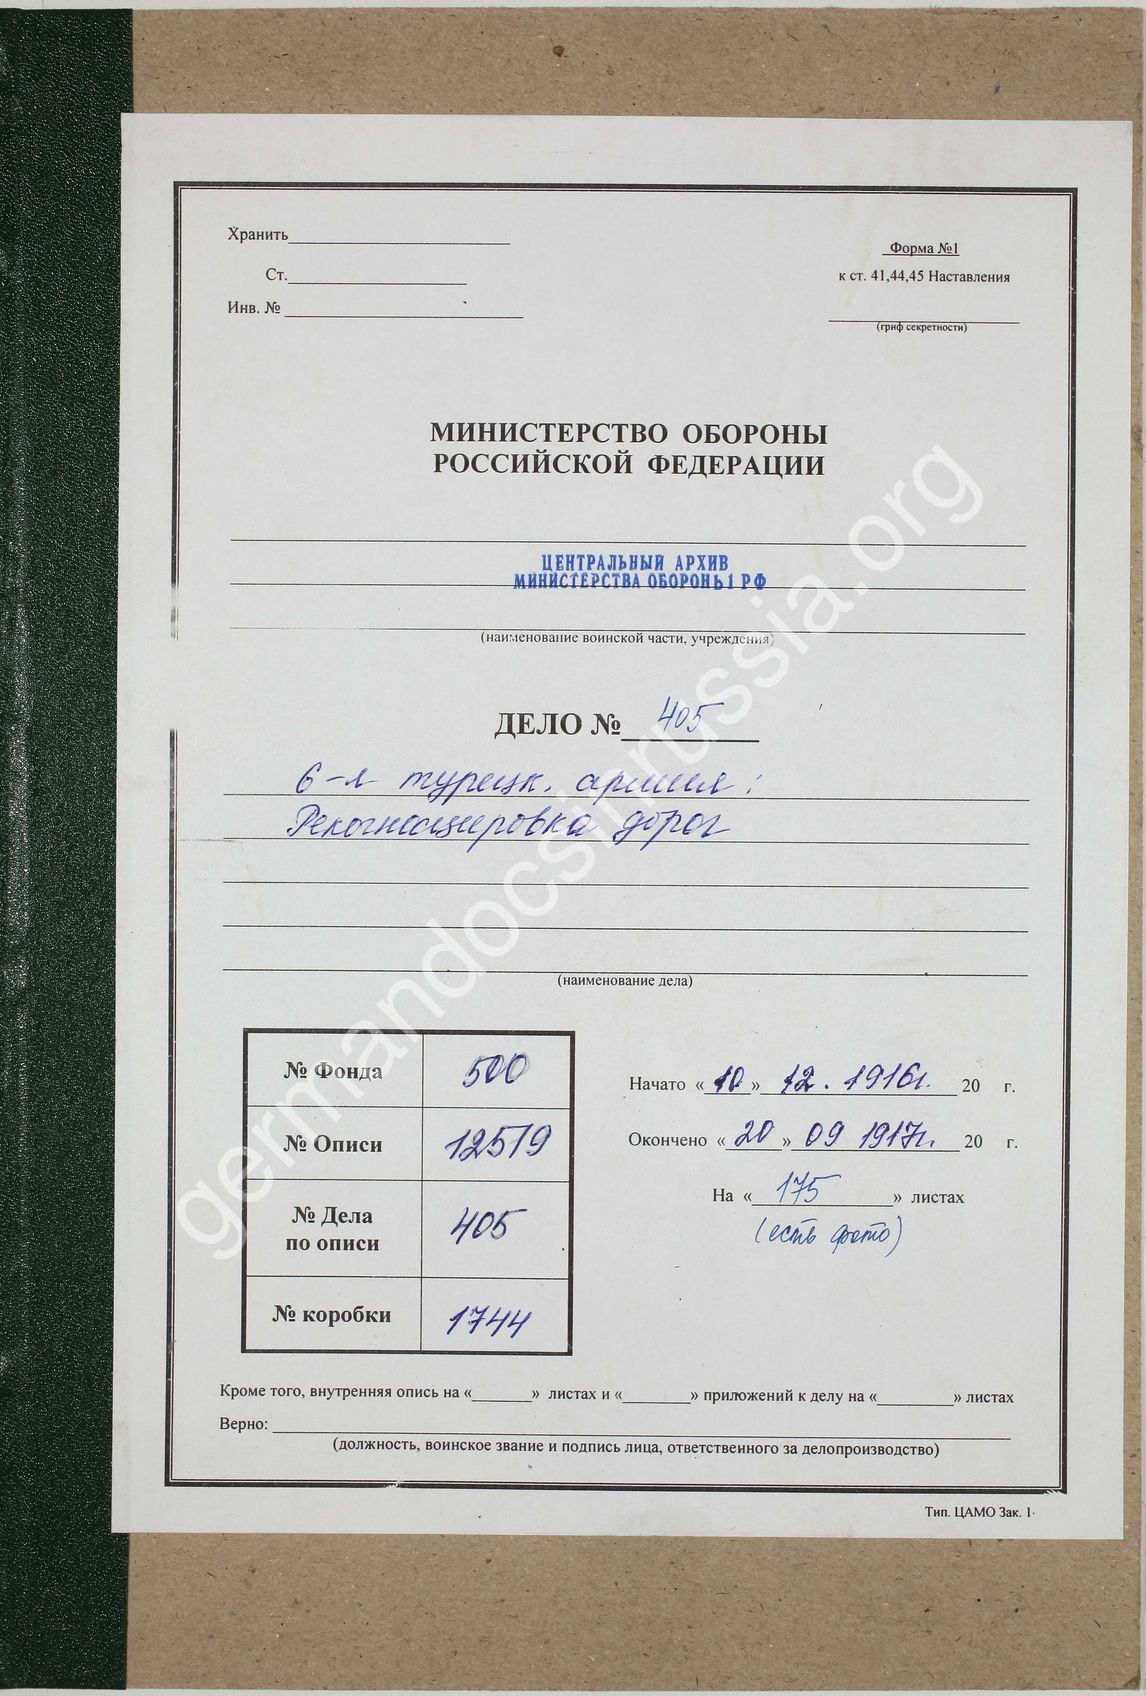 Хранить
Форма №1
Ст.
к ст. 41,44,45 Наставления
Инв. №
(гриф секретности)
МИНИСТЕРСТВО ОБОРОНЫ
РОССИЙСКОЙ ФЕДЕРАЦИИ
ЦЕНТРАЛЬНЫЙ АРХИВ
МИНИСТЕРСТВА ОБОРОНЫ РФ
(наименование воинской части, учреждения)
ДЕЛО № 405
6-я турецк. армия:
Рекогносцировка дорог
(наименование дела)
№ Фонда 500
№ Описи 12519
№ Дела
по описи 405
№ коробки 1744
Начато «10» 12. 1916г. 20 г.
Окончено «20» 09 1917г. 20 г.
На «175» листах
(есть фото)
Кроме того, внутренняя опись на « » листах и « » приложений к делу на « » листах
Верно:
(должность, воинское звание и подпись лица, ответственного за делопроизводство)
Тип. ЦАМО Зак. 1
germandocsinrussia.org